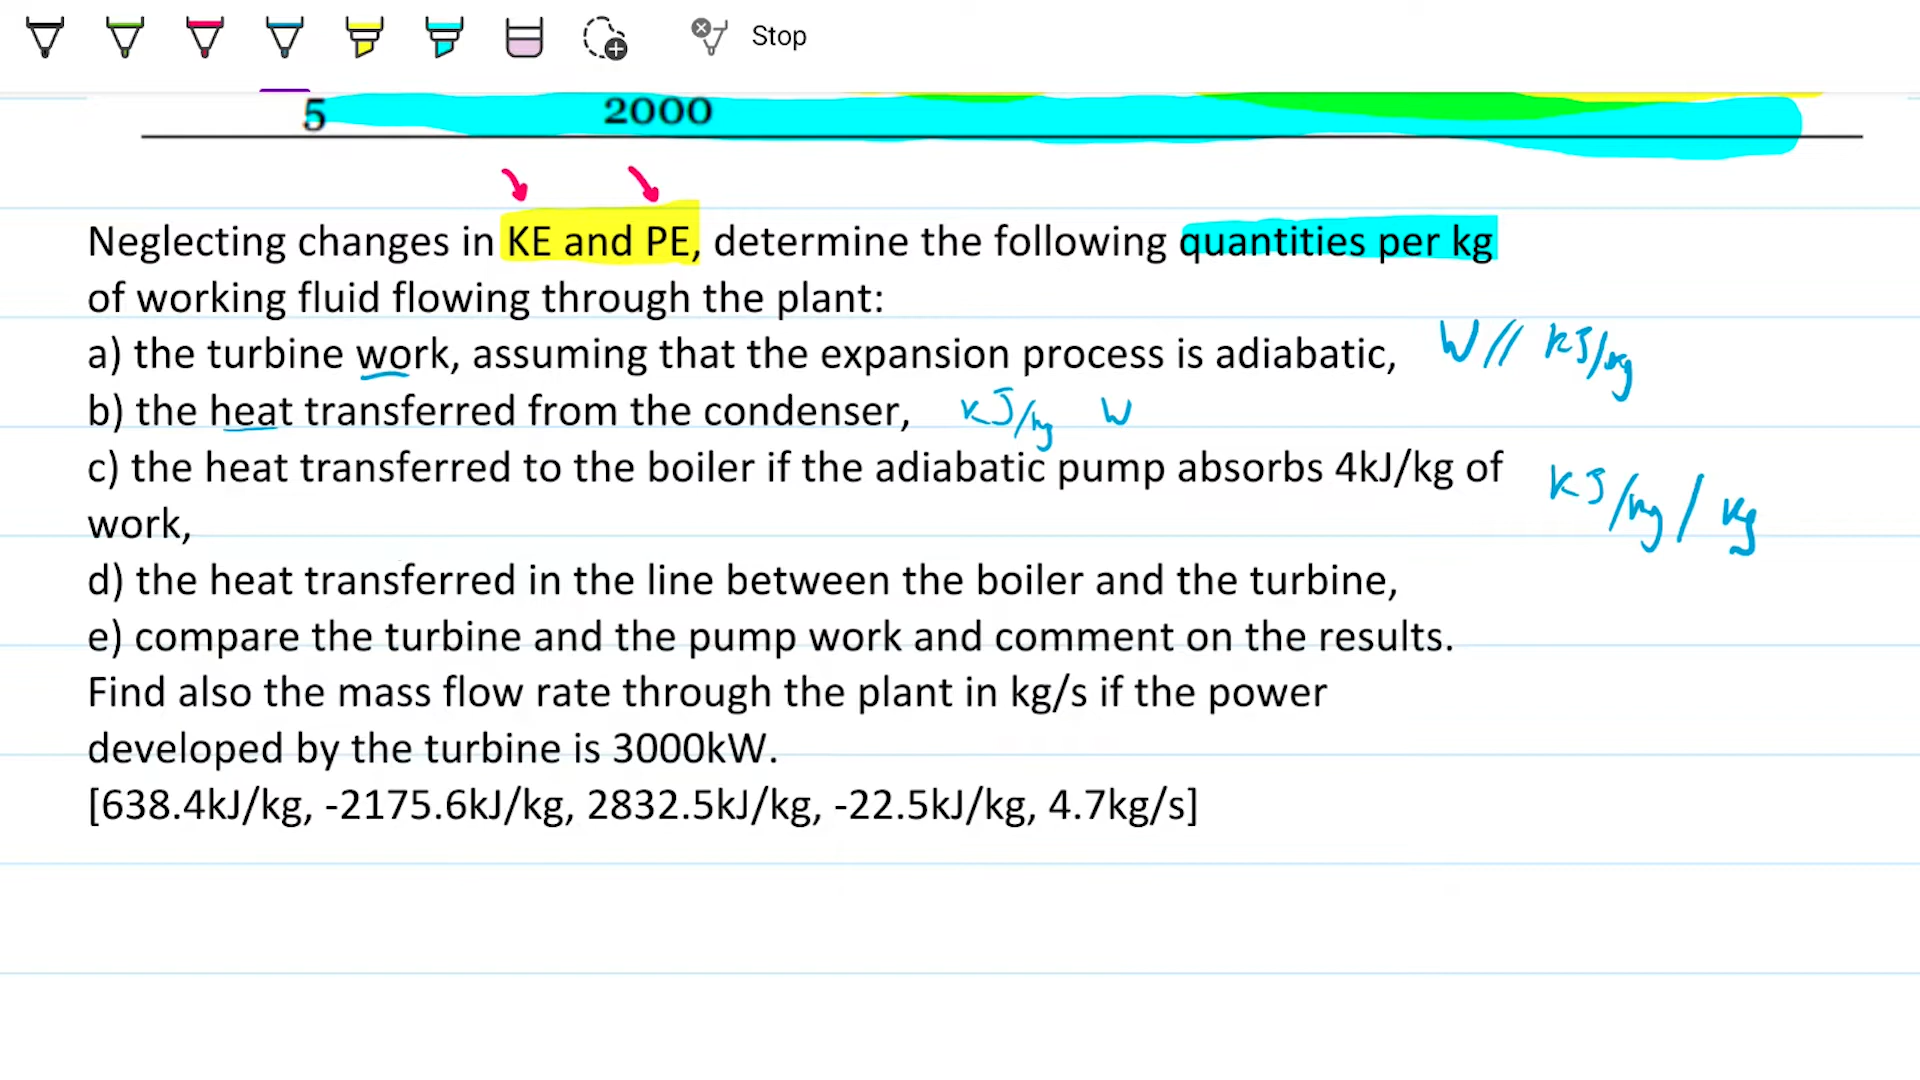 Stop
5 2000
Neglecting changes in KE and PE, determine the following quantities per kg
of working fluid flowing through the plant:
a) the turbine work, assuming that the expansion process is adiabatic, W// kJ/kg
b) the heat transferred from the condenser, kJ/kg W
c) the heat transferred to the boiler if the adiabatic pump absorbs 4kJ/kg of
work, kJ/kg / kg
d) the heat transferred in the line between the boiler and the turbine,
e) compare the turbine and the pump work and comment on the results.
Find also the mass flow rate through the plant in kg/s if the power
developed by the turbine is 3000kW.
[638.4kJ/kg, -2175.6kJ/kg, 2832.5kJ/kg, -22.5kJ/kg, 4.7kg/s]